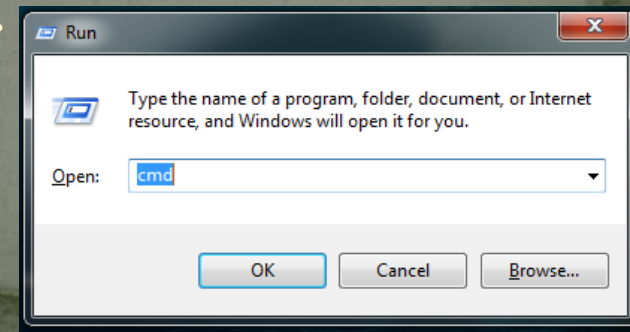 Run
Type the name of a program, folder, document, or Internet
resource, and Windows will open it for you.
Open: cmd
OK Cancel Browse...